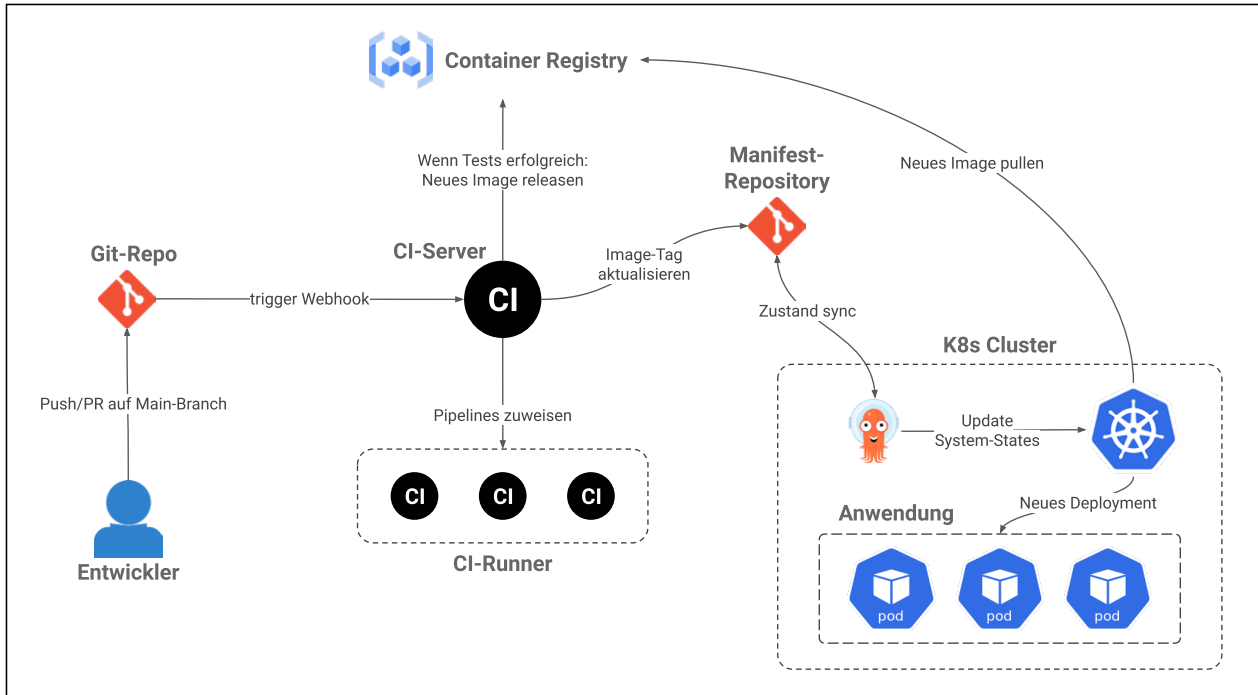 Container Registry
Wenn Tests erfolgreich:
Neues Image releasen
Manifest-
Repository
Neues Image pullen
Git-Repo
CI-Server
CI
trigger Webhook
Image-Tag
aktualisieren
Zustand sync
K8s Cluster
Push/PR auf Main-Branch
Pipelines zuweisen
Update
System-States
CI
CI
CI
Neues Deployment
Anwendung
Entwickler
CI-Runner
pod
pod
pod